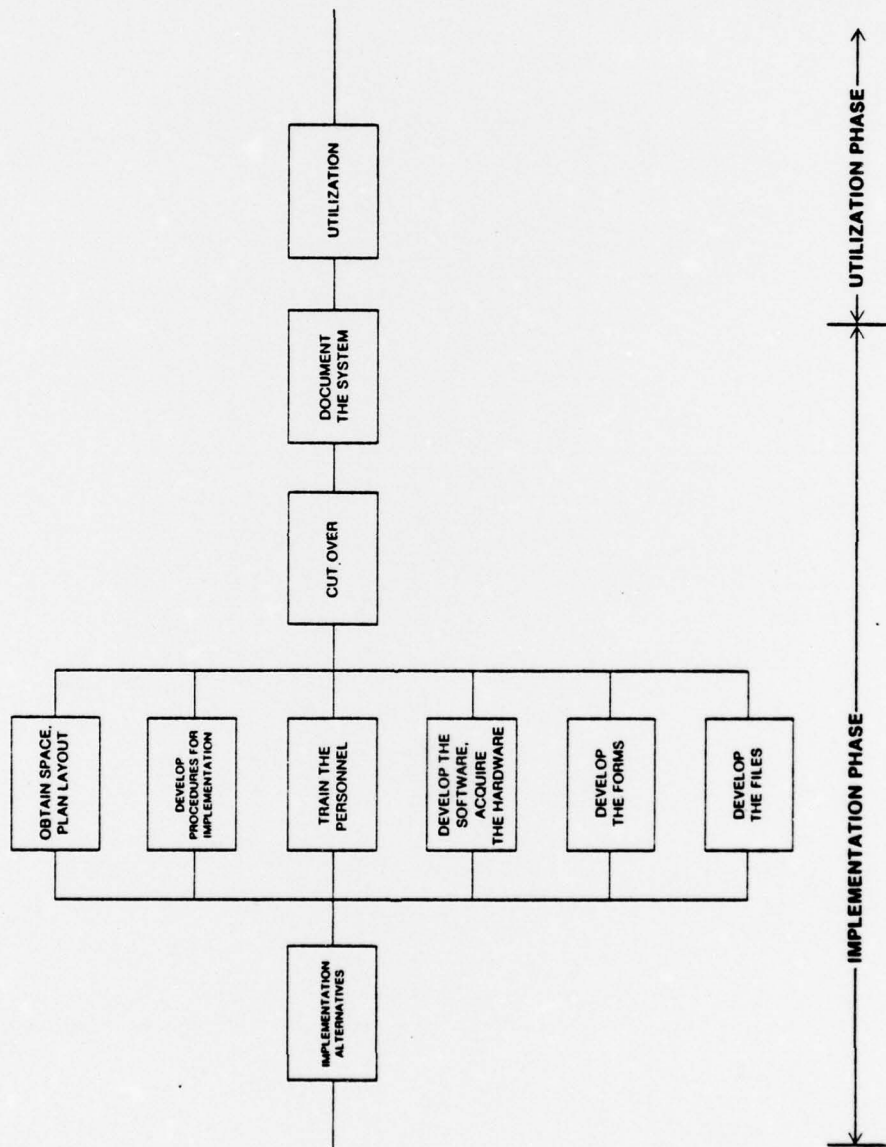 IMPLEMENTATION
ALTERNATIVES
OBTAIN SPACE,
PLAN LAYOUT
DEVELOP
PROCEDURES FOR
IMPLEMENTATION
TRAIN THE
PERSONNEL
DEVELOP THE
SOFTWARE,
ACQUIRE
THE HARDWARE
DEVELOP
THE FORMS
DEVELOP
THE FILES
CUT OVER
DOCUMENT
THE SYSTEM
UTILIZATION
IMPLEMENTATION PHASE
UTILIZATION PHASE